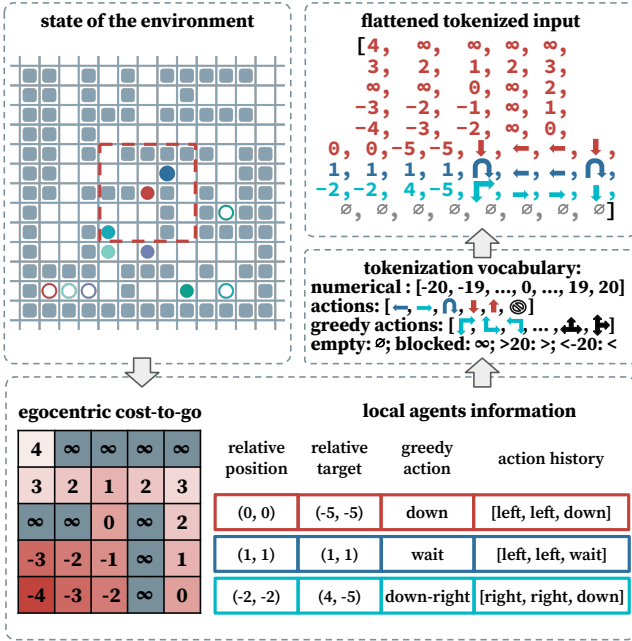 state of the environment
flattened tokenized input
[4, ∞, ∞, ∞, ∞,
3, 2, 1, 2, 3,
∞, ∞, 0, ∞, 2,
-3, -2, -1, ∞, 1,
-4, -3, -2, ∞, 0,
0, 0, -5, -5, ⬇, ←, ←, ⬇,
1, 1, 1, 1, ↷, ←, ←, ↷,
-2, -2, 4, -5, ↱, →, →, ⬇,
∅, ∅, ∅, ∅, ∅, ∅, ∅, ∅]
tokenization vocabulary:
numerical : [-20, -19, ..., 0, ..., 19, 20]
actions: [←, →, ↷, ⬇, ⬆, ]
greedy actions: [ , , , ... , , ]
empty: ∅; blocked: ∞; >20: >; <-20: <
egocentric cost-to-go
4 ∞ ∞ ∞ ∞
3 2 1 2 3
∞ ∞ 0 ∞ 2
-3 -2 -1 ∞ 1
-4 -3 -2 ∞ 0
local agents information
relative position relative target greedy action action history
(0, 0) (-5, -5) down [left, left, down]
(1, 1) (1, 1) wait [left, left, wait]
(-2, -2) (4, -5) down-right [right, right, down]